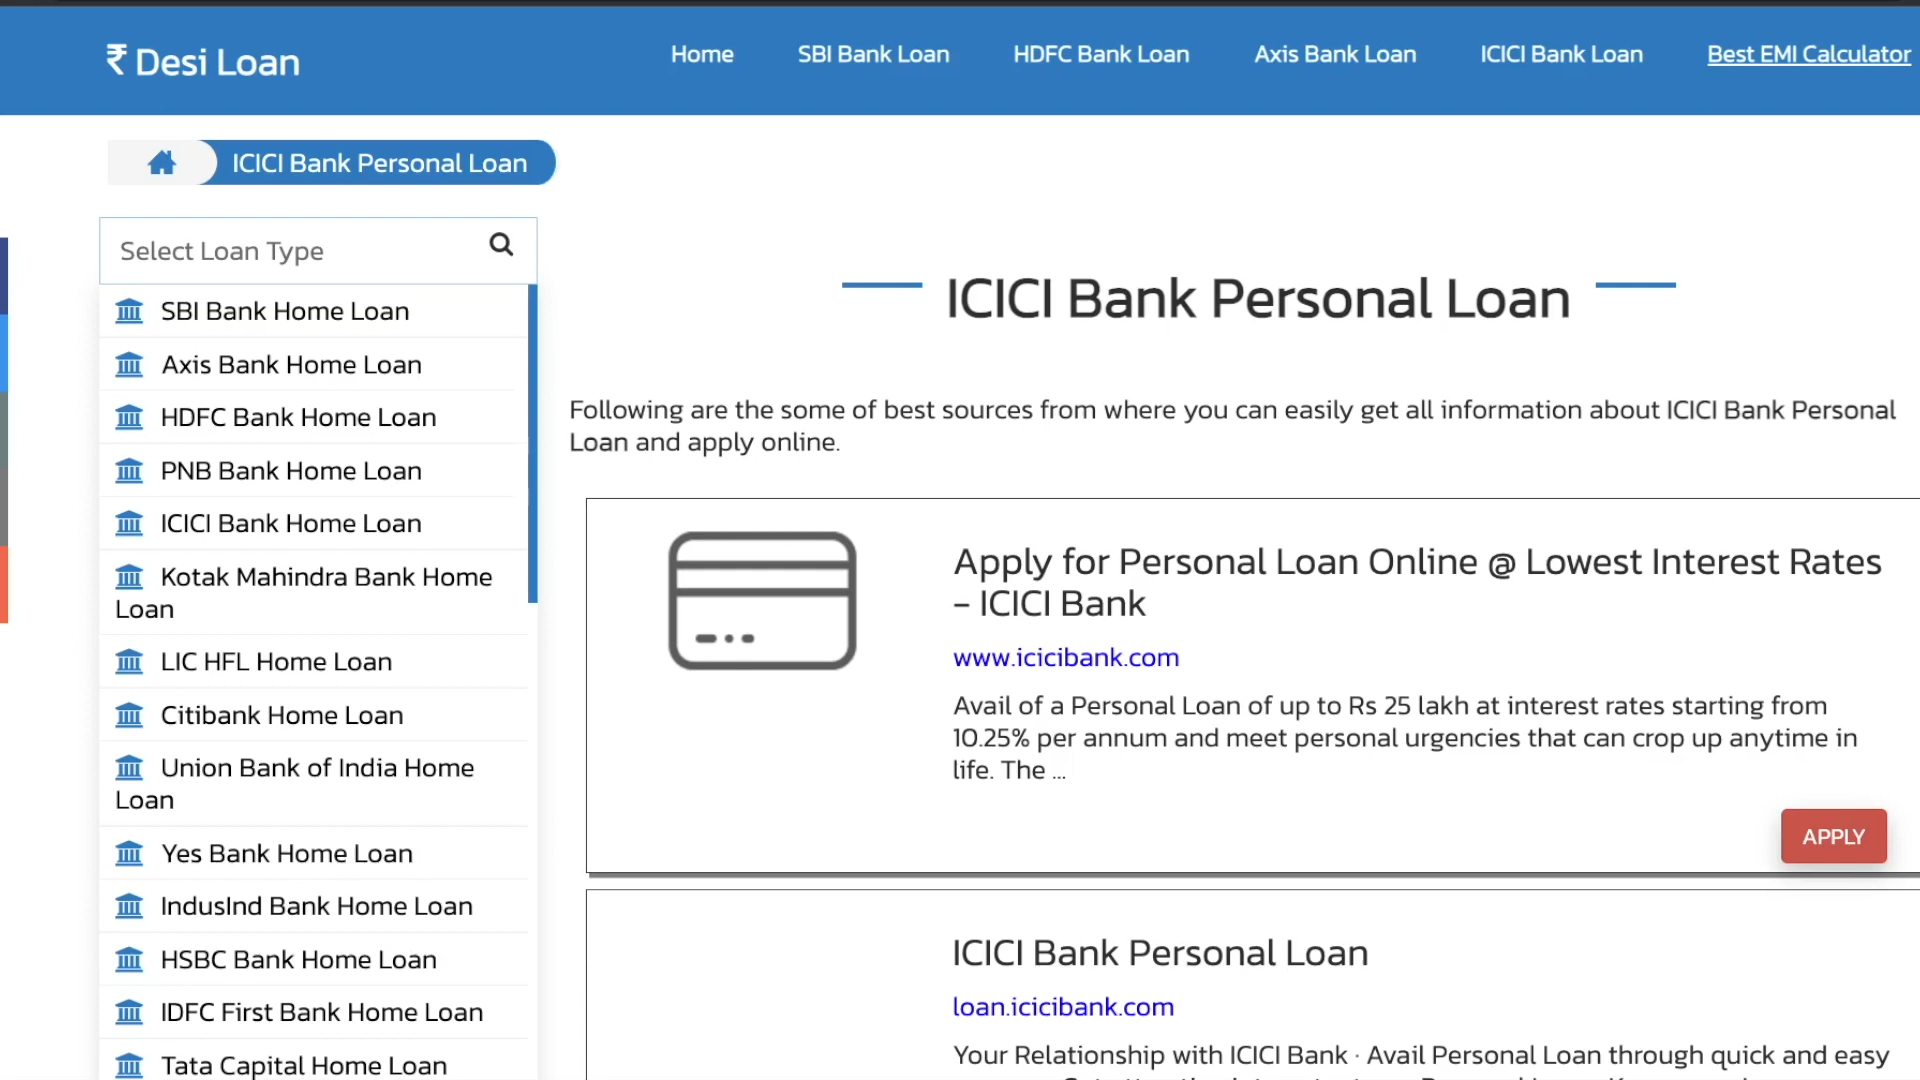 ₹ Desi Loan
Home
SBI Bank Loan
HDFC Bank Loan
Axis Bank Loan
ICICI Bank Loan
Best EMI Calculator
ICICI Bank Personal Loan
Select Loan Type
SBI Bank Home Loan
Axis Bank Home Loan
HDFC Bank Home Loan
PNB Bank Home Loan
ICICI Bank Home Loan
Kotak Mahindra Bank Home
Loan
LIC HFL Home Loan
Citibank Home Loan
Union Bank of India Home
Loan
Yes Bank Home Loan
IndusInd Bank Home Loan
HSBC Bank Home Loan
IDFC First Bank Home Loan
Tata Capital Home Loan
ICICI Bank Personal Loan
Following are the some of best sources from where you can easily get all information about ICICI Bank Personal
Loan and apply online.
Apply for Personal Loan Online @ Lowest Interest Rates
- ICICI Bank
www.icicibank.com
Avail of a Personal Loan of up to Rs 25 lakh at interest rates starting from
10.25% per annum and meet personal urgencies that can crop up anytime in
life. The ...
APPLY
ICICI Bank Personal Loan
loan.icicibank.com
Your Relationship with ICICI Bank · Avail Personal Loan through quick and easy